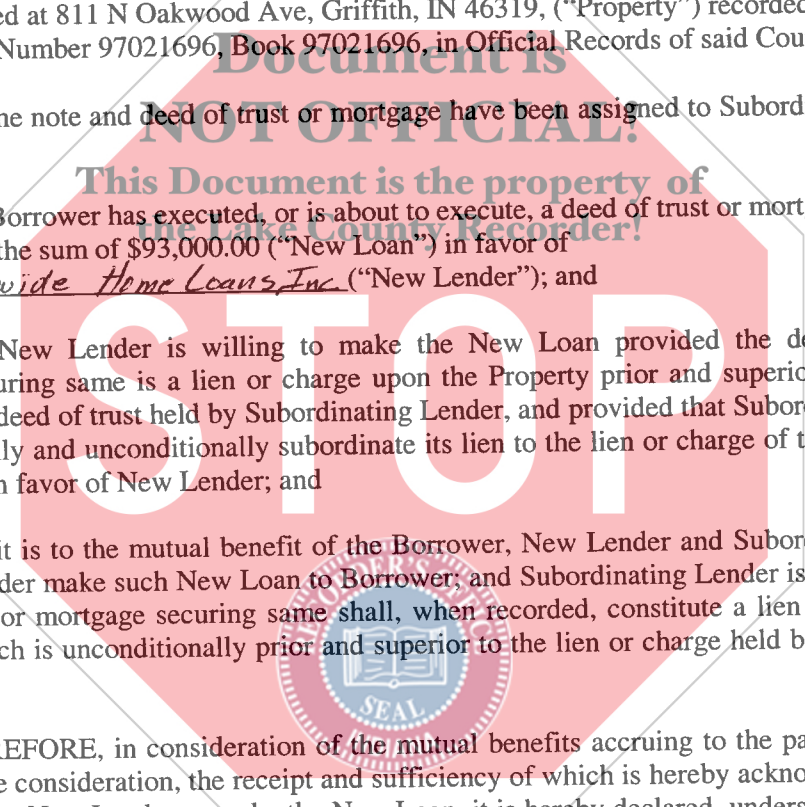 ed at 811 N Oakwood Ave, Griffith, IN 46319, ("Property") recorded
Number 97021696, Book 97021696, in Official Records of said Cou
Document is
ne note and deed of trust or mortgage have been assigned to Subord
NOT OFFICIAL!
This Document is the property of
Borrower has executed, or is about to execute, a deed of trust or mort
the Lake County Recorder!
the sum of $93,000.00 ("New Loan") in favor of
wide Home Loans, Inc ("New Lender"); and
STOP
New Lender is willing to make the New Loan provided the de
uring same is a lien or charge upon the Property prior and superio
deed of trust held by Subordinating Lender, and provided that Subor
ly and unconditionally subordinate its lien to the lien or charge of t
n favor of New Lender; and
it is to the mutual benefit of the Borrower, New Lender and Subor
der make such New Loan to Borrower; and Subordinating Lender is
or mortgage securing same shall, when recorded, constitute a lien
ch is unconditionally prior and superior to the lien or charge held b
SEAL
REFORE, in consideration of the mutual benefits accruing to the pa
e consideration, the receipt and sufficiency of which is hereby ackno